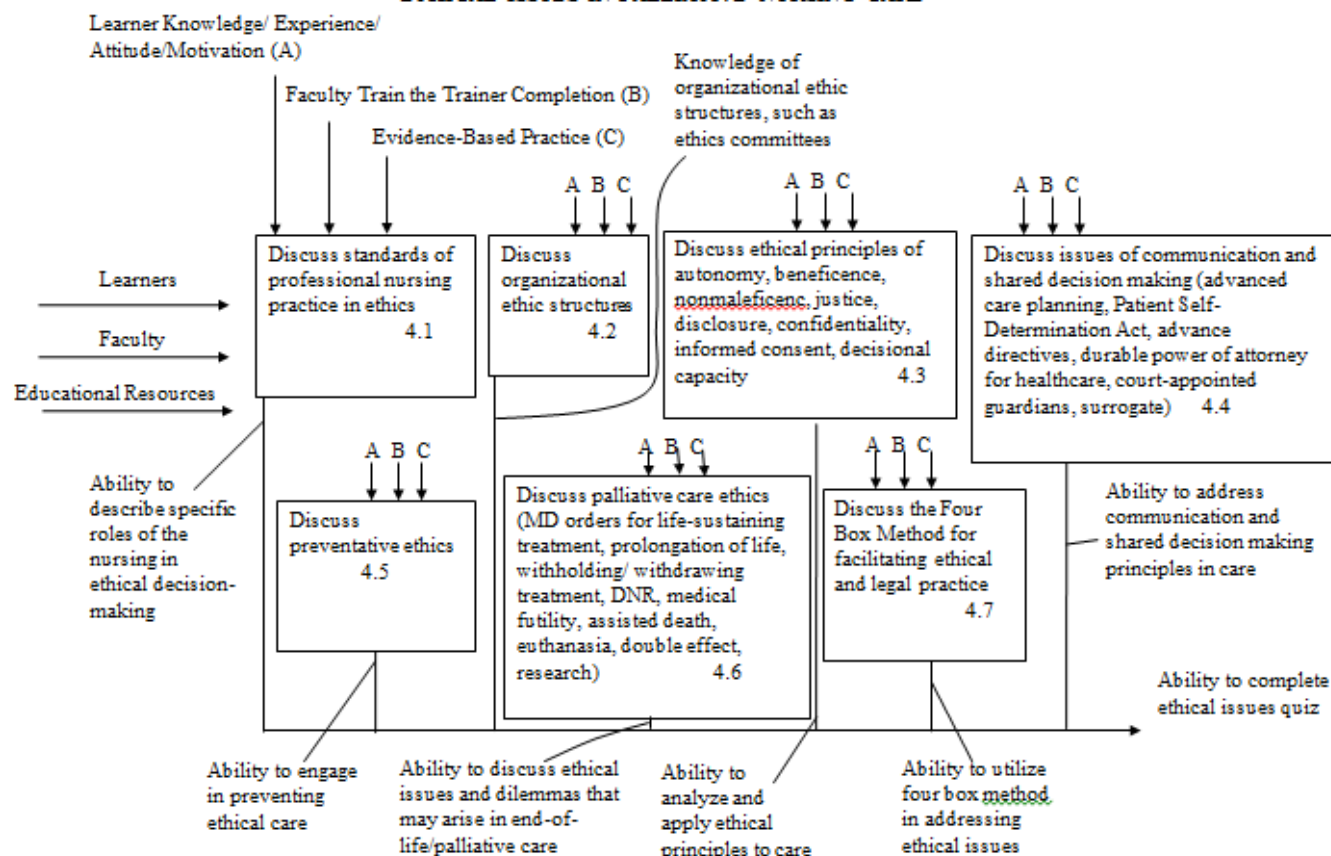 Learner Knowledge/ Experience/
Attitude/Motivation (A)
Faculty Train the Trainer Completion (B)
Evidence-Based Practice (C)
Knowledge of
organizational ethic
structures, such as
ethics committees
A B C
A B C
A B C
Learners
Faculty
Educational Resources
Discuss standards of
professional nursing
practice in ethics
4.1
Discuss
organizational
ethic structures
4.2
Discuss ethical principles of
autonomy, beneficence,
nonmaleficenc, justice,
disclosure, confidentiality,
informed consent, decisional
capacity 4.3
Discuss issues of communication and
shared decision making (advanced
care planning, Patient Self-
Determination Act, advance
directives, durable power of attorney
for healthcare, court-appointed
guardians, surrogate) 4.4
A B C
A B C
A B C
Ability to
describe specific
roles of the
nursing in
ethical decision-
making
Discuss
preventative ethics
4.5
Discuss palliative care ethics
(MD orders for life-sustaining
treatment, prolongation of life,
withholding/ withdrawing
treatment, DNR, medical
futility, assisted death,
euthanasia, double effect,
research) 4.6
Discuss the Four
Box Method for
facilitating ethical
and legal practice
4.7
Ability to address
communication and
shared decision making
principles in care
Ability to complete
ethical issues quiz
Ability to engage
in preventing
ethical care
Ability to discuss ethical
issues and dilemmas that
may arise in end-of-
life/palliative care
Ability to
analyze and
apply ethical
principles to care
Ability to utilize
four box method
in addressing
ethical issues